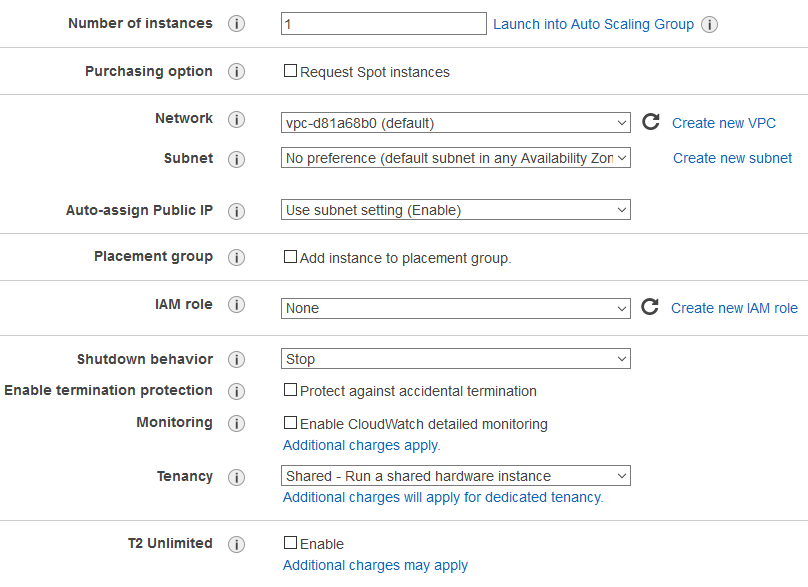 Number of instances i 1 Launch into Auto Scaling Group i
Purchasing option i Request Spot instances
Network i vpc-d81a68b0 (default) Create new VPC
Subnet i No preference (default subnet in any Availability Zon Create new subnet
Auto-assign Public IP i Use subnet setting (Enable)
Placement group i Add instance to placement group.
IAM role i None Create new IAM role
Shutdown behavior i Stop
Enable termination protection i Protect against accidental termination
Monitoring i Enable CloudWatch detailed monitoring
Additional charges apply.
Tenancy i Shared - Run a shared hardware instance
Additional charges will apply for dedicated tenancy.
T2 Unlimited i Enable
Additional charges may apply